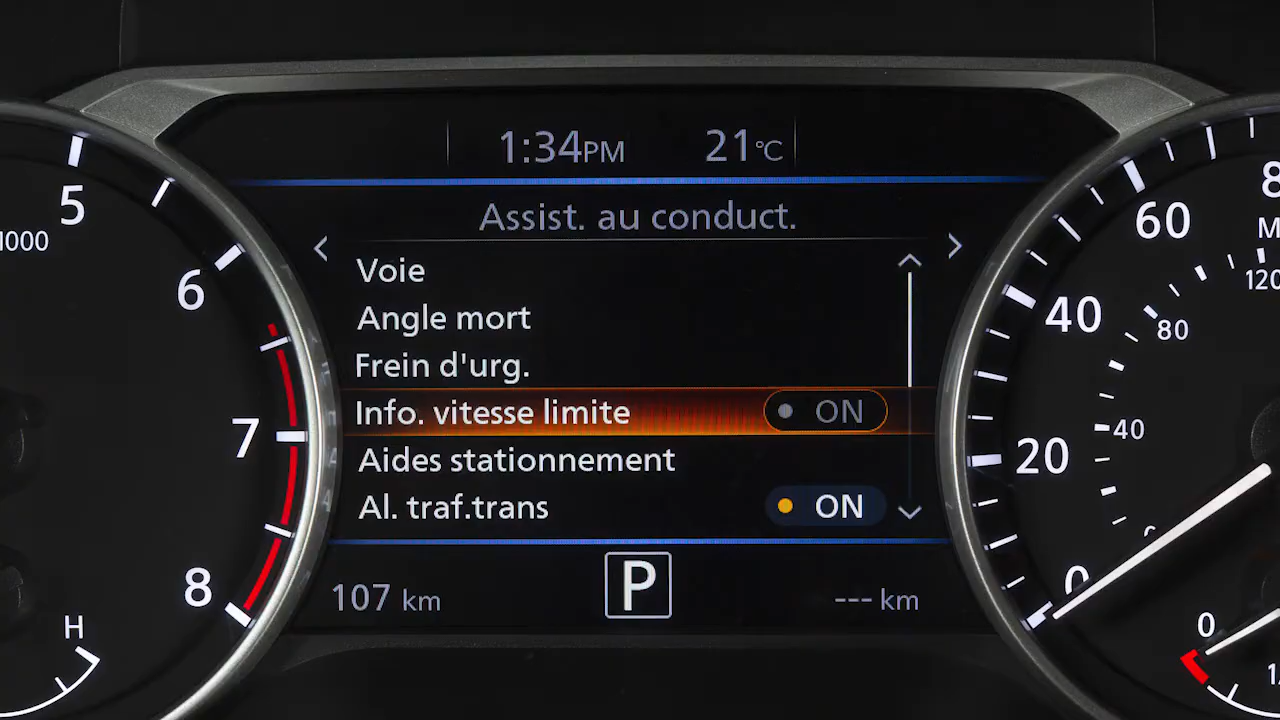 1:34PM 21°C
Assist. au conduct.
Voie
Angle mort
Frein d'urg.
Info. vitesse limite ON
Aides stationnement
Al. traf.trans ON
107 km P --- km
5
1000
6
7
8
H
60
40
20
0
80
40
120
0